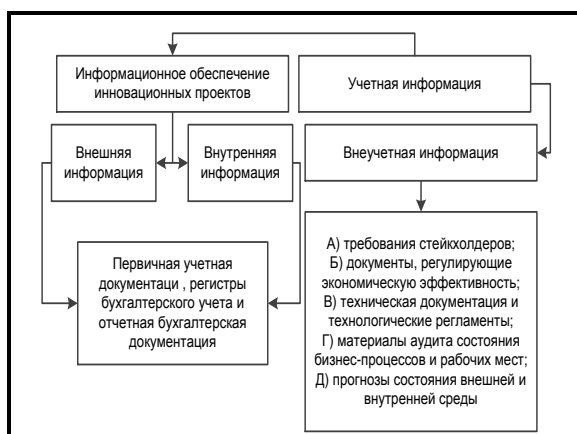 Информационное обеспечение
инновационных проектов
Учетная информация
Внешняя
информация
Внутренняя
информация
Внеучетная информация
Первичная учетная
документаци , регистры
бухгалтерского учета и
отчетная бухгалтерская
документация
А) требования стейкхолдеров;
Б) документы, регулирующие
экономическую эффективность;
В) техническая документация и
технологические регламенты;
Г) материалы аудита состояния
бизнес-процессов и рабочих мест;
Д) прогнозы состояния внешней и
внутренней среды